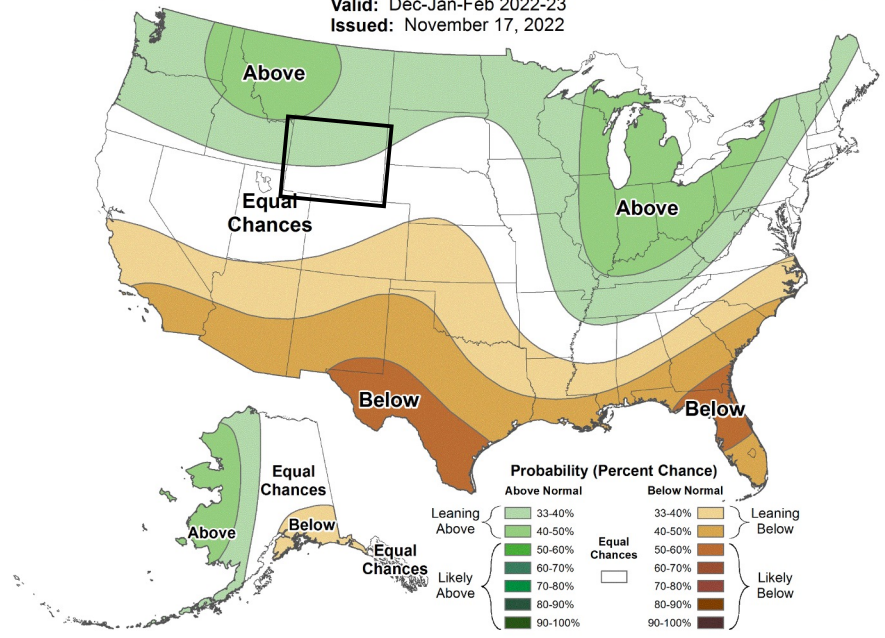 Valid: Dec-Jan-Feb 2022-23
Issued: November 17, 2022
Above
Above
Equal
Chances
Below
Below
Equal
Chances
Above
Below
Equal
Chances
Probability (Percent Chance)
Above Normal
Below Normal
Leaning
Above
33-40%
40-50%
50-60%
60-70%
70-80%
80-90%
90-100%
Likely
Above
Equal
Chances
33-40%
40-50%
50-60%
60-70%
70-80%
80-90%
90-100%
Leaning
Below
Likely
Below